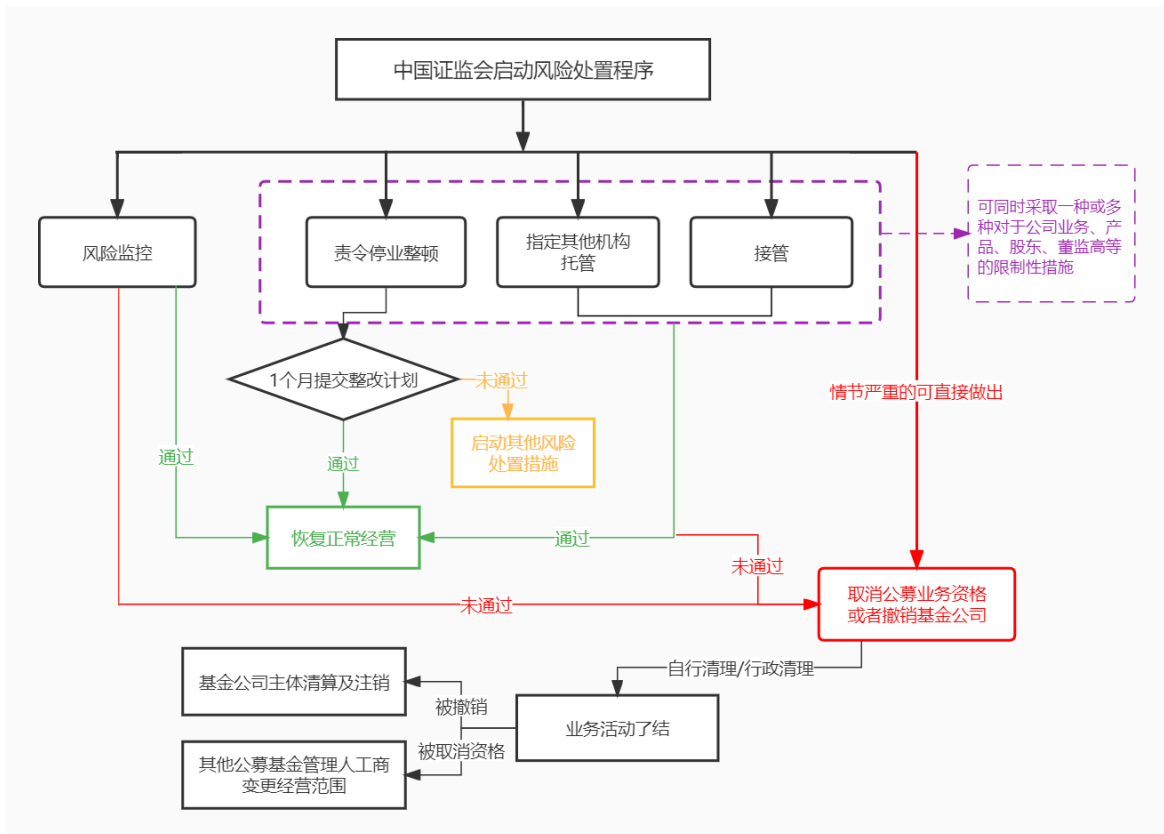 中国证监会启动风险处置程序
风险监控
责令停业整顿
指定其他机构
托管
接管
可同时采取一种或多
种对于公司业务、产
品、股东、董监高等
的限制性措施
1个月提交整改计划
未通过
情节严重的可直接做出
启动其他风险
处置措施
通过
通过
恢复正常经营
通过
未通过
未通过
取消公募业务资格
或者撤销基金公司
自行清理/行政清理
基金公司主体清算及注销
被撤销
业务活动了结
被取消资格
其他公募基金管理人工商
变更经营范围